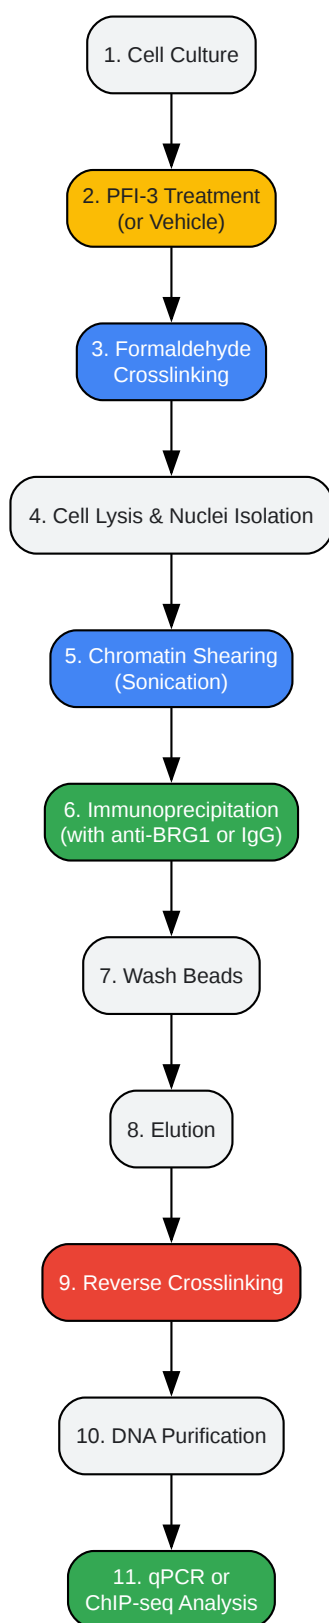 1. Cell Culture
2. PFI-3 Treatment
(or Vehicle)
3. Formaldehyde
Crosslinking
4. Cell Lysis & Nuclei Isolation
5. Chromatin Shearing
(Sonication)
6. Immunoprecipitation
(with anti-BRG1 or IgG)
7. Wash Beads
8. Elution
9. Reverse Crosslinking
10. DNA Purification
11. qPCR or
ChIP-seq Analysis